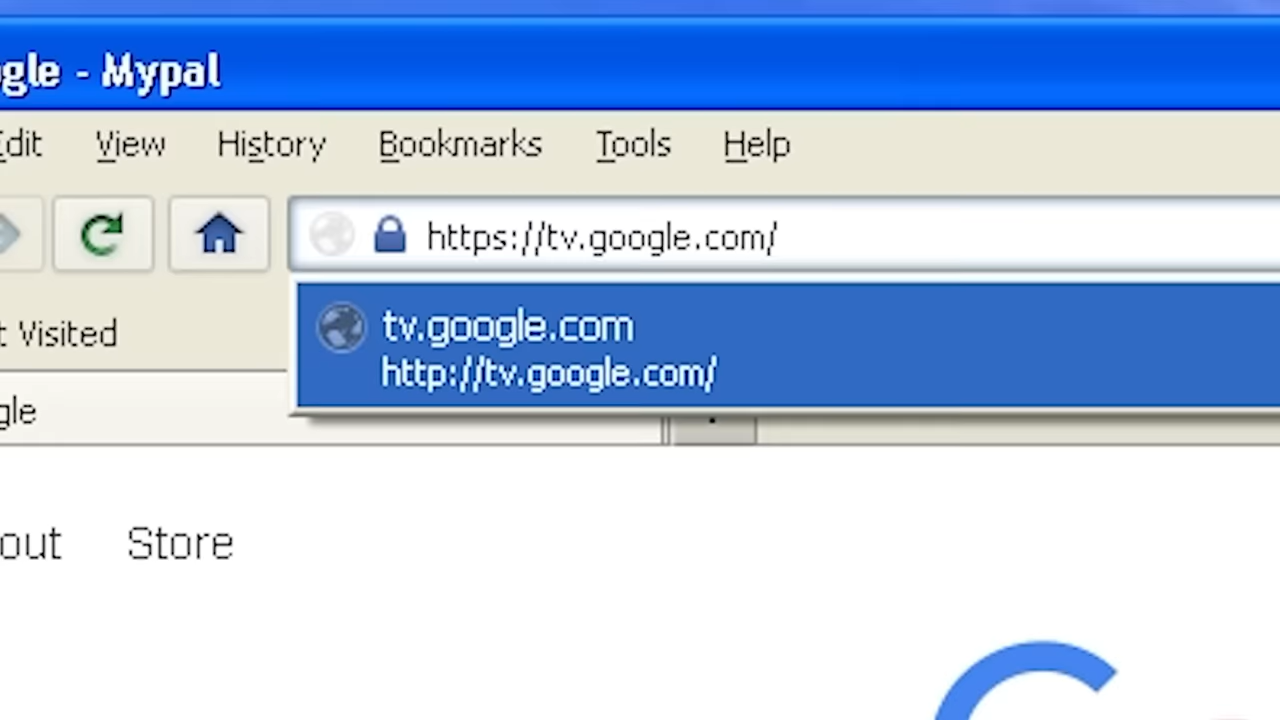 gle - Mypal
Edit View History Bookmarks Tools Help
https://tv.google.com/
tv.google.com
http://tv.google.com/
t Visited
gle
out Store